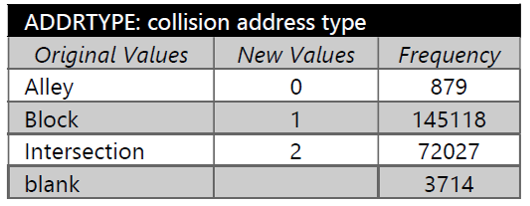 ADDRTYPE: collision address type
Original Values New Values Frequency
Alley 0 879
Block 1 145118
Intersection 2 72027
blank 3714